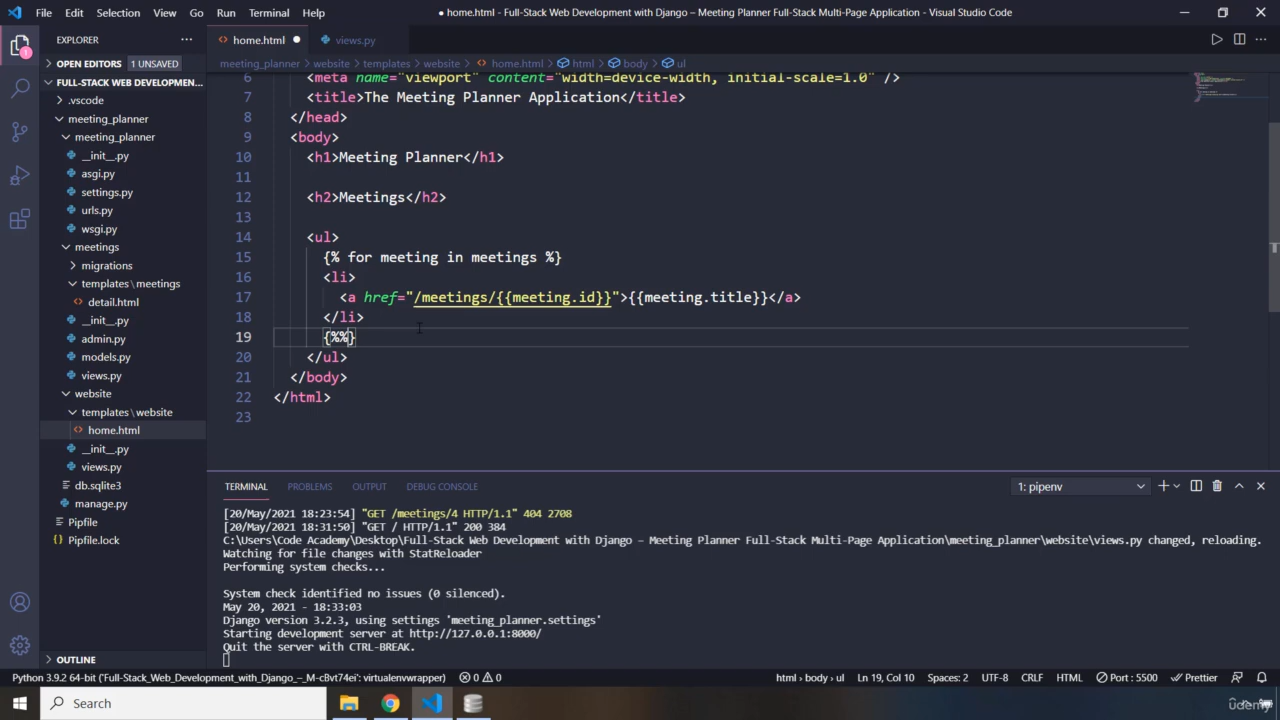 File Edit Selection View Go Run Terminal Help
● home.html - Full-Stack Web Development with Django – Meeting Planner Full-Stack Multi-Page Application - Visual Studio Code
EXPLORER
OPEN EDITORS 1 UNSAVED
FULL-STACK WEB DEVELOPMEN...
.vscode
meeting_planner
meeting_planner
__init__.py
asgi.py
settings.py
urls.py
wsgi.py
meetings
migrations
templates \ meetings
detail.html
__init__.py
admin.py
models.py
views.py
website
templates \ website
home.html
__init__.py
views.py
db.sqlite3
manage.py
Pipfile
Pipfile.lock
OUTLINE
home.html ● views.py
meeting_planner > website > templates > website > home.html > html > body > ul
6 <meta name="viewport" content="width=device-width, initial-scale=1.0" />
7 <title>The Meeting Planner Application</title>
8 </head>
9 <body>
10 <h1>Meeting Planner</h1>
11
12 <h2>Meetings</h2>
13
14 <ul>
15 {% for meeting in meetings %}
16 <li>
17 <a href="/meetings/{{meeting.id}}">{{meeting.title}}</a>
18 </li>
19 {%%}
20 </ul>
21 </body>
22 </html>
23
TERMINAL PROBLEMS OUTPUT DEBUG CONSOLE
1: pipenv
[20/May/2021 18:23:54] "GET /meetings/4 HTTP/1.1" 404 2708
[20/May/2021 18:31:50] "GET / HTTP/1.1" 200 384
C:\Users\Code Academy\Desktop\Full-Stack Web Development with Django – Meeting Planner Full-Stack Multi-Page Application\meeting_planner\website\views.py changed, reloading.
Watching for file changes with StatReloader
Performing system checks...
System check identified no issues (0 silenced).
May 20, 2021 - 18:33:03
Django version 3.2.3, using settings 'meeting_planner.settings'
Starting development server at http://127.0.0.1:8000/
Quit the server with CTRL-BREAK.
Python 3.9.2 64-bit ('Full-Stack_Web_Development_with_Django_–_M-cBvt74ei': virtualenvwrapper) 0 0
html › body › ul Ln 19, Col 10 Spaces: 2 UTF-8 CRLF HTML Port : 5500 Prettier
Search
udemy